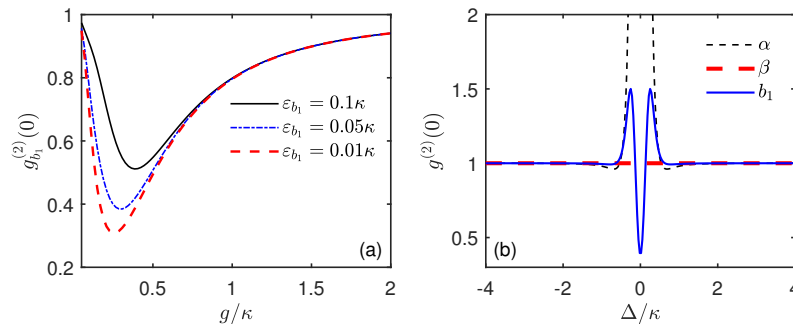 g_{b_1}^{(2)}(0)
1
0.8
0.6
0.4
0.2
ε_{b_1} = 0.1κ
ε_{b_1} = 0.05κ
ε_{b_1} = 0.01κ
(a)
0.5 1 1.5 2
g/κ
g^{(2)}(0)
2
1.5
1
0.5
α
β
b_1
(b)
-4 -2 0 2 4
Δ/κ